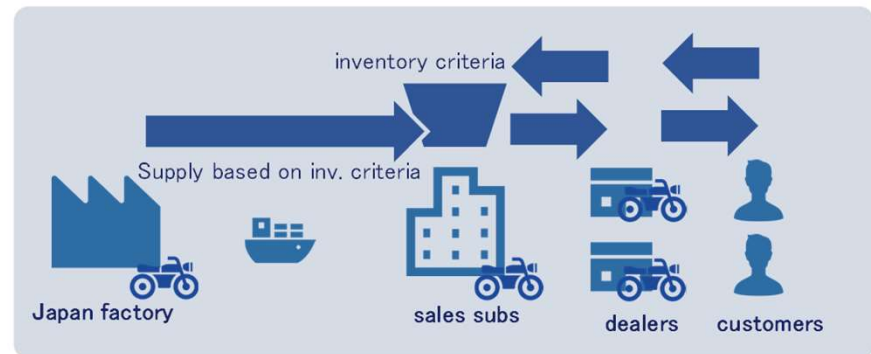 inventory criteria
Supply based on inv. criteria
Japan factory
sales subs
dealers
customers